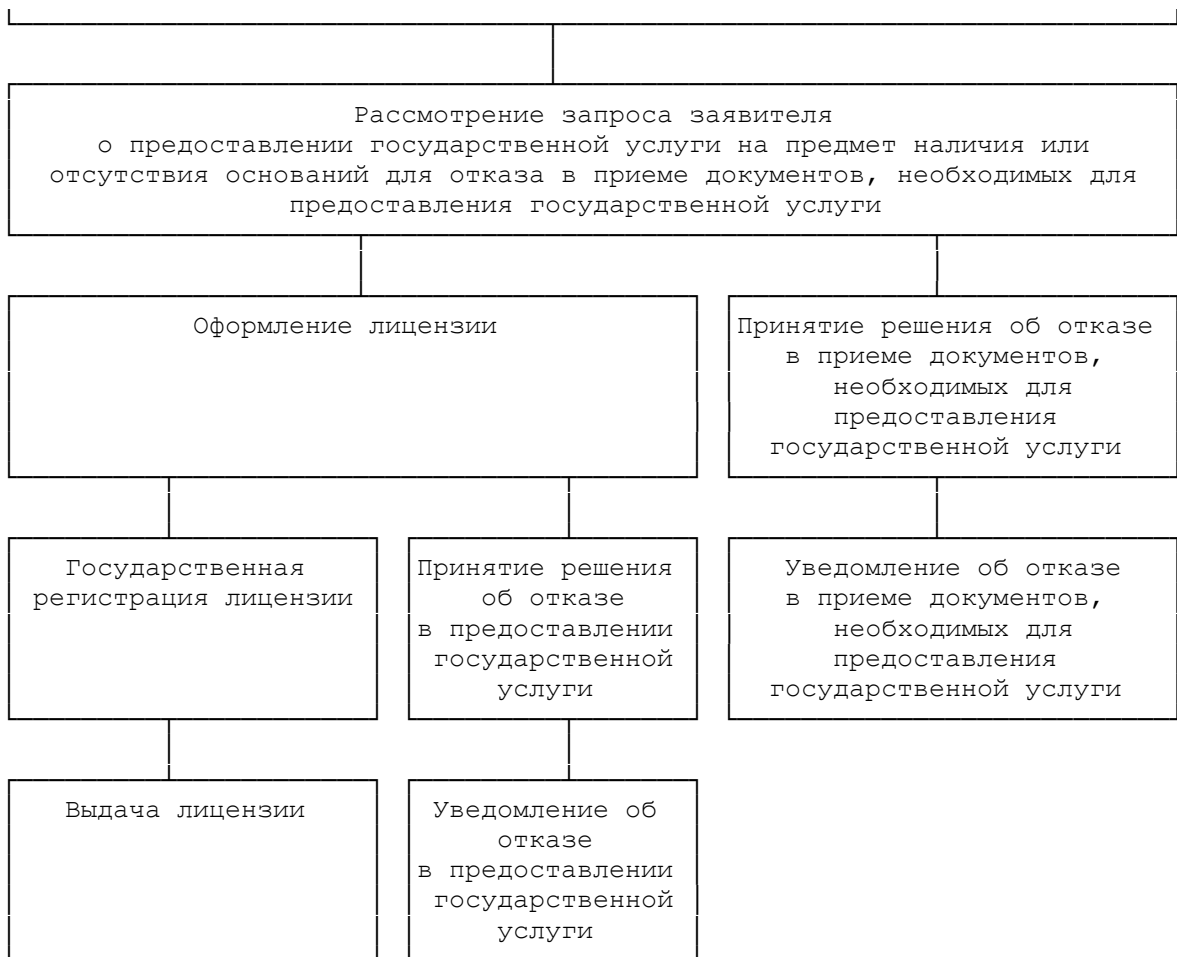 Рассмотрение запроса заявителя
о предоставлении государственной услуги на предмет наличия или
отсутствия оснований для отказа в приеме документов, необходимых для
предоставления государственной услуги
Оформление лицензии
Принятие решения об отказе
в приеме документов,
необходимых для
предоставления
государственной услуги
Государственная
регистрация лицензии
Принятие решения
об отказе
в предоставлении
государственной
услуги
Уведомление об отказе
в приеме документов,
необходимых для
предоставления
государственной услуги
Выдача лицензии
Уведомление об
отказе
в предоставлении
государственной
услуги